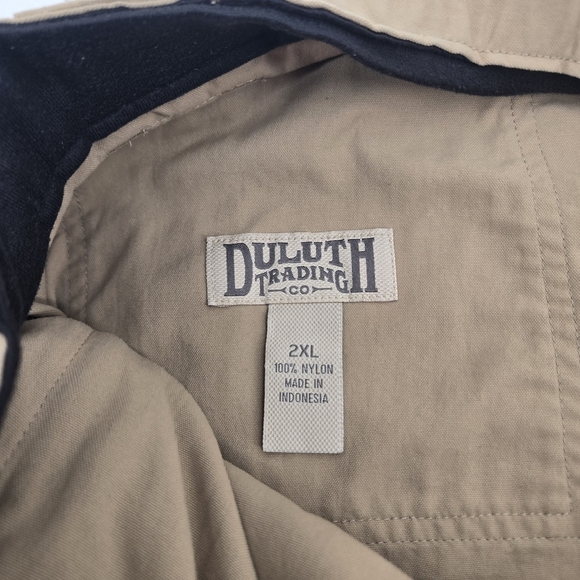 DULUTH
TRADING
CO
2XL
100% NYLON
MADE IN
INDONESIA